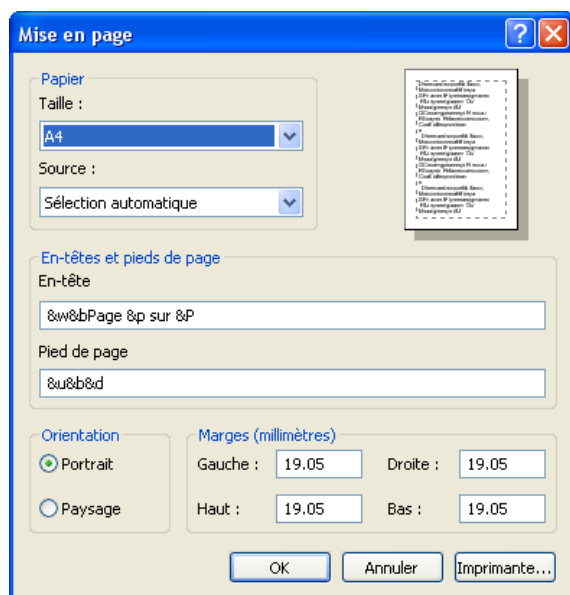 Mise en page
Papier
Taille :
A4
Source :
Sélection automatique
En-têtes et pieds de page
En-tête
&w&bPage &p sur &P
Pied de page
&u&b&d
Orientation
Portrait
Paysage
Marges (millimètres)
Gauche : 19.05 Droite : 19.05
Haut : 19.05 Bas : 19.05
OK Annuler Imprimante...